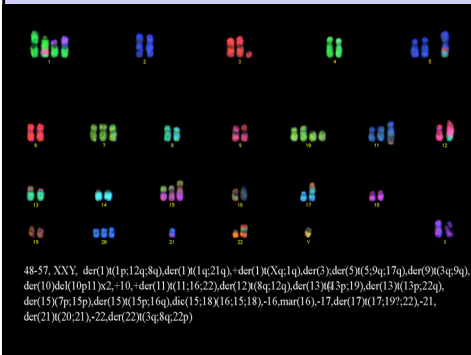 1 2 3 4 5
6 7 8 9 10 11 12
13 14 15 16 17 18
19 20 21 22 Y X
48-57, XXY, der(1)t(1p;12q;8q),der(1)t(1q;21q),+der(1)t(Xq;1q),der(3);der(5)t(5;9q;17q),der(9)t(3q;9q),
der(10)del(10p11)x2,+10,+der(11)t(11;16;22),der(12)t(8q;12q),der(13)t(13p;19),der(13)t(13p;22q),
der(15)(7p;15p),der(15)t(15p;16q),dic(15;18)(16;15;18),-16,mar(16),-17,der(17)t(17;19?;22),-21,
der(21)t(20;21),-22,der(22)t(3q;8q;22p)